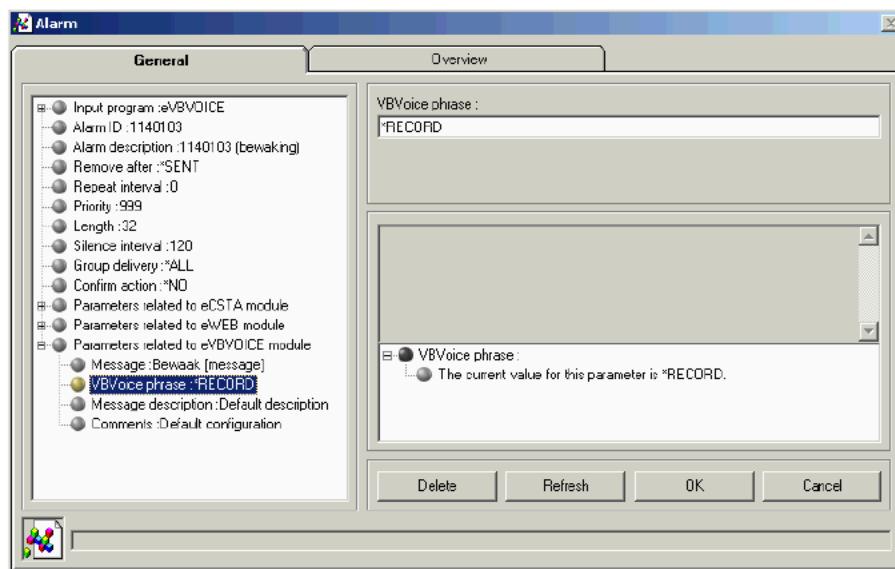 Alarm
General
Overview
Input program :eVBVOICE
Alarm ID :1140103
Alarm description :1140103 (bewaking)
Remove after :*SENT
Repeat interval :0
Priority :999
Length :32
Silence interval :120
Group delivery :*ALL
Confirm action :*NO
Parameters related to eCSTA module
Parameters related to eWEB module
Parameters related to eVBVOICE module
Message :Bewaak [message]
VBVoice phrase :*RECORD
Message description :Default description
Comments :Default configuration
VBVoice phrase :
*RECORD
VBVoice phrase :
The current value for this parameter is *RECORD.
Delete
Refresh
OK
Cancel